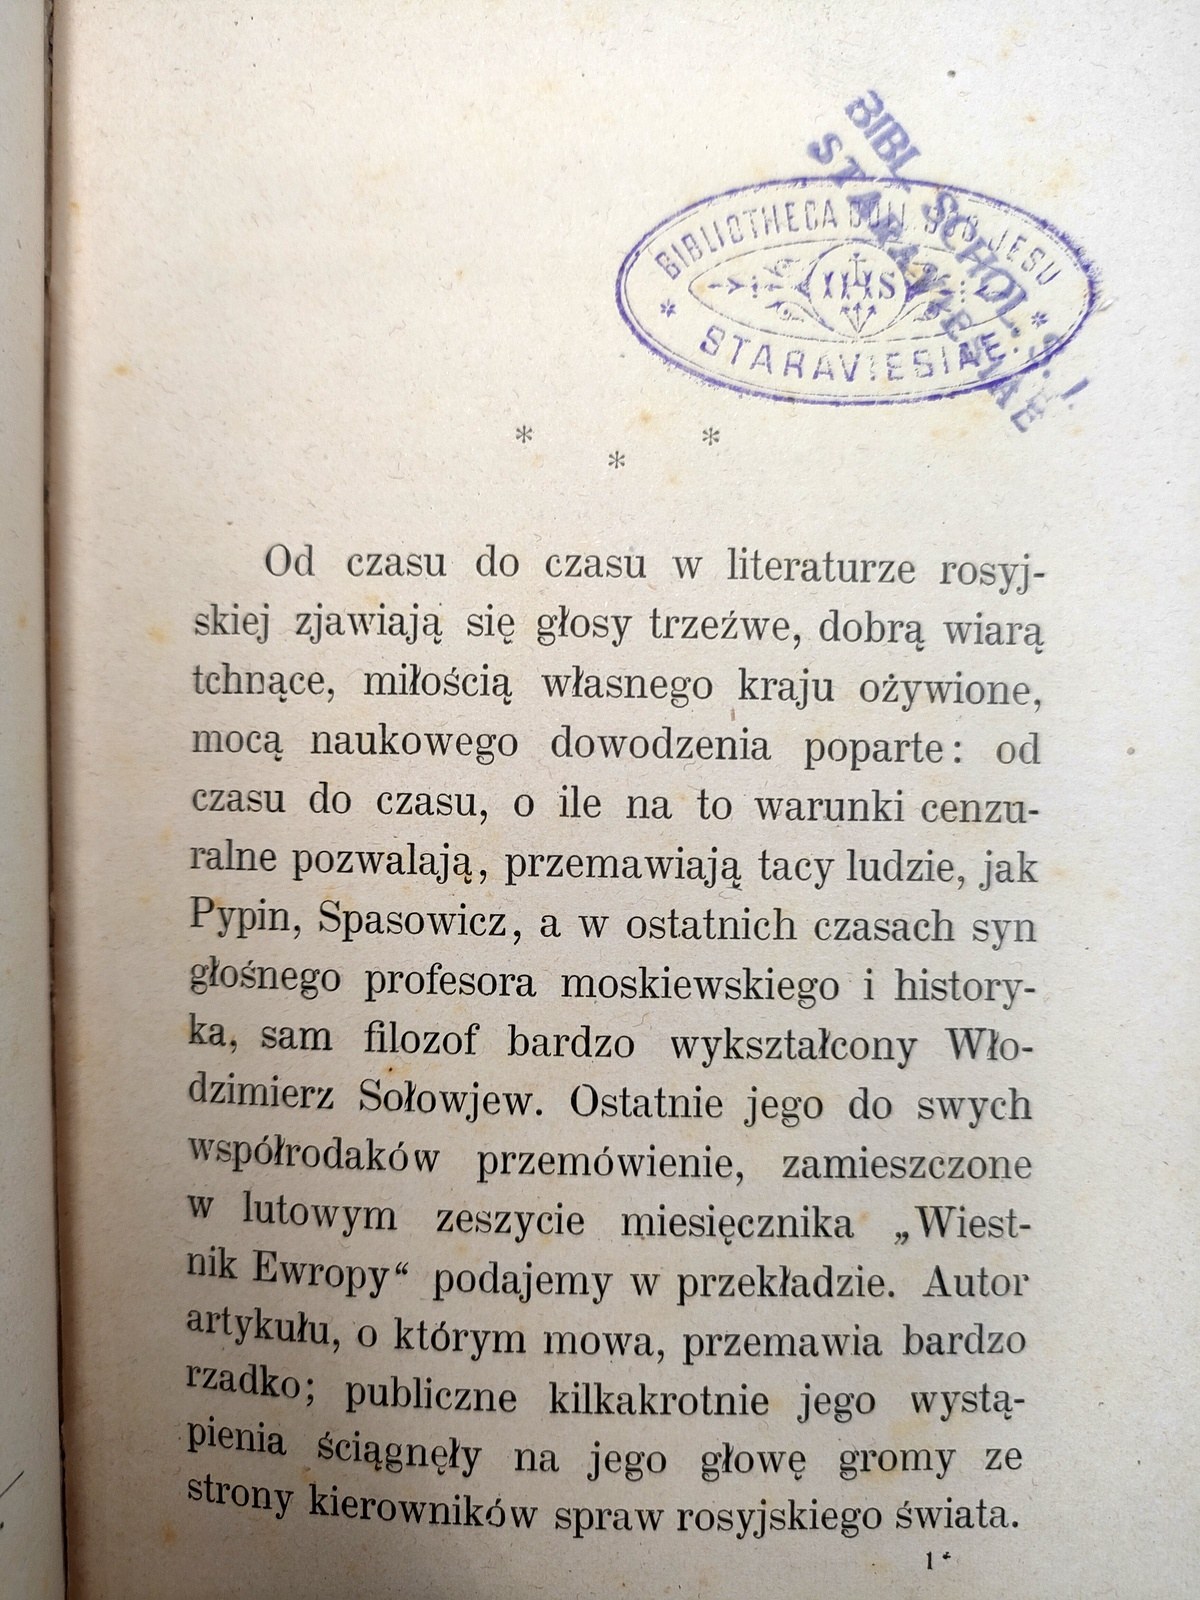 BIBL. SCHOL. S. J.
STARAVIESIAE
BIBLIOTHECA COLL. SOC. JESU
IHS
STARAVIESIAE
* * *
Od czasu do czasu w literaturze rosyj-
skiej zjawiają się głosy trzeźwe, dobrą wiarą
tchnące, miłością własnego kraju ożywione,
mocą naukowego dowodzenia poparte: od
czasu do czasu, o ile na to warunki cenzu-
ralne pozwalają, przemawiają tacy ludzie, jak
Pypin, Spasowicz, a w ostatnich czasach syn
głośnego profesora moskiewskiego i history-
ka, sam filozof bardzo wykształcony Wło-
dzimierz Sołowjew. Ostatnie jego do swych
współrodaków przemówienie, zamieszczone
w lutowym zeszycie miesięcznika „Wiest-
nik Ewropy“ podajemy w przekładzie. Autor
artykułu, o którym mowa, przemawia bardzo
rzadko; publiczne kilkakrotnie jego wystą-
pienia ściągnęły na jego głowę gromy ze
strony kierowników spraw rosyjskiego świata.
1*